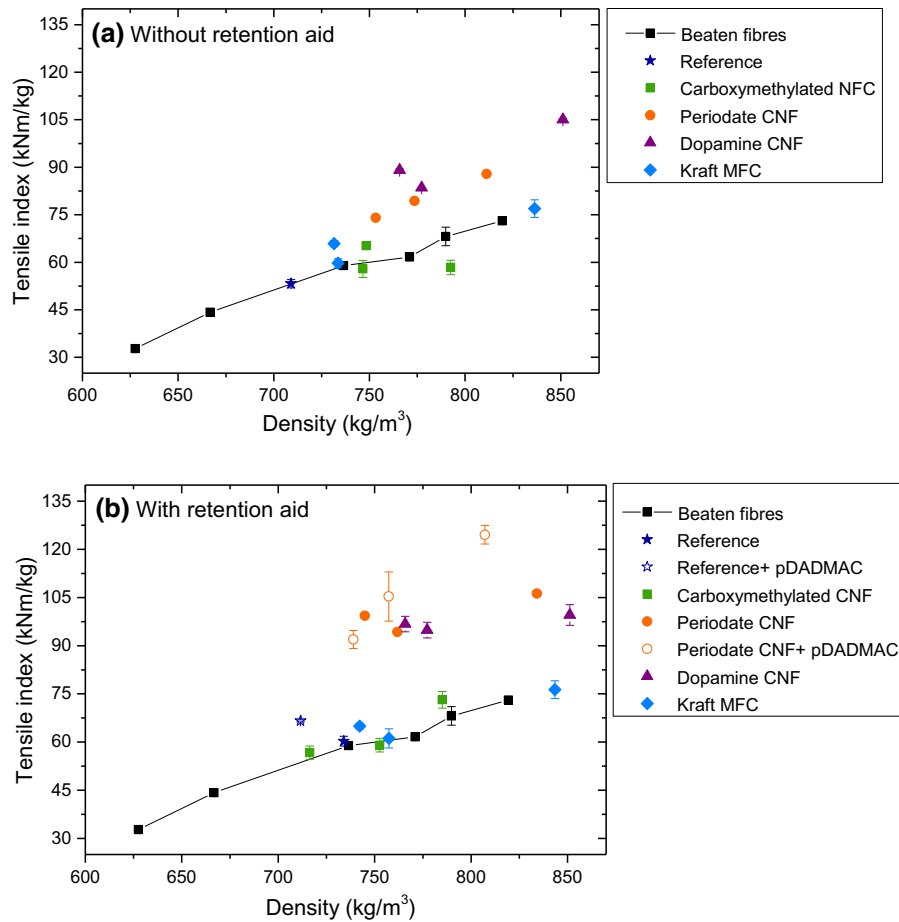 (a) Without retention aid
135
120
105
90
75
60
45
30
Tensile index (kNm/kg)
600 650 700 750 800 850
Density (kg/m³)
Beaten fibres
Reference
Carboxymethylated NFC
Periodate CNF
Dopamine CNF
Kraft MFC
(b) With retention aid
135
120
105
90
75
60
45
30
Tensile index (kNm/kg)
600 650 700 750 800 850
Density (kg/m³)
Beaten fibres
Reference
Reference+ pDADMAC
Carboxymethylated CNF
Periodate CNF
Periodate CNF+ pDADMAC
Dopamine CNF
Kraft MFC